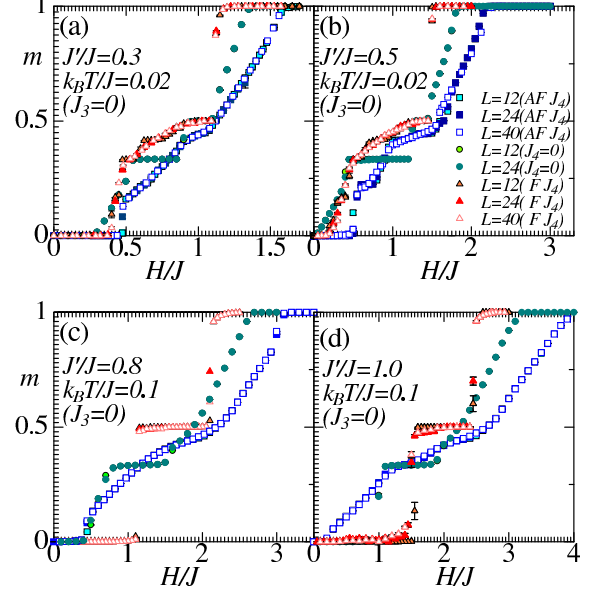 1
(a)
J'/J=0.3
k_BT/J=0.02
(J_3=0)
m
0.5
0
0
0.5
1
1.5
H/J
(b)
J'/J=0.5
k_BT/J=0.02
(J_3=0)
L=12(AF J_4)
L=24(AF J_4)
L=40(AF J_4)
L=12(J_4=0)
L=24(J_4=0)
L=12(F J_4)
L=24(F J_4)
L=40(F J_4)
0
1
2
3
H/J
1
(c)
J'/J=0.8
k_BT/J=0.1
(J_3=0)
m
0.5
0
0
1
2
3
H/J
(d)
J'/J=1.0
k_BT/J=0.1
(J_3=0)
0
1
2
3
4
H/J